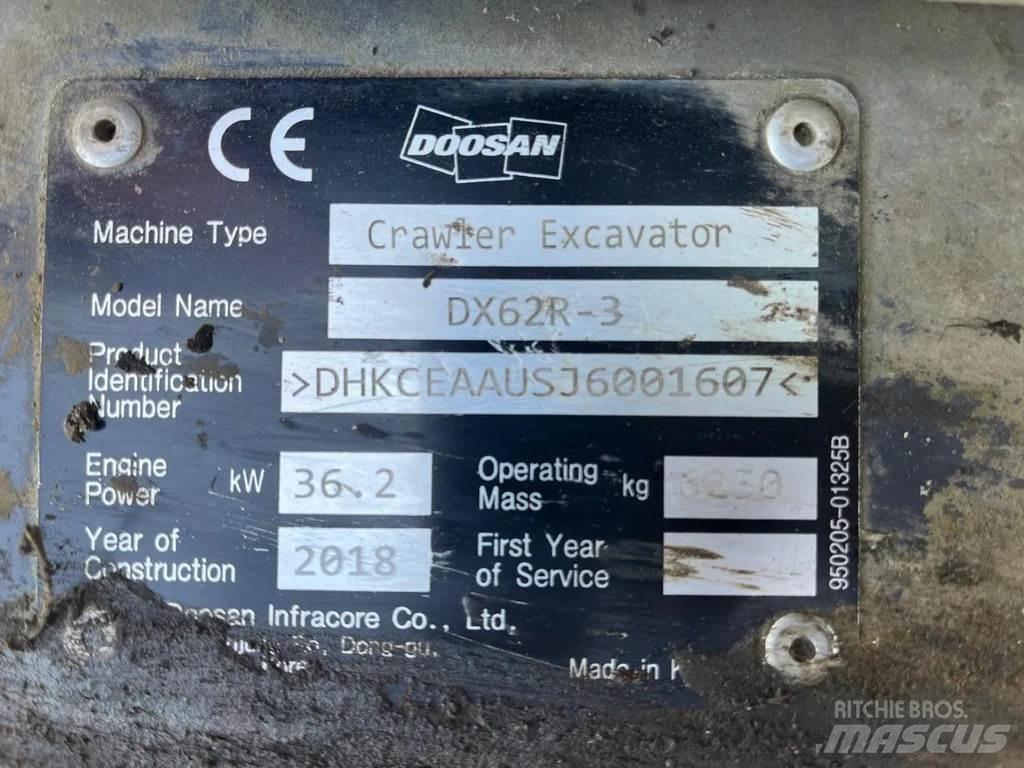 CE DOOSAN
Machine Type Crawler Excavator
Model Name DX62R-3
Product
Identification >DHKCEAAUSJ6001607<
Number
Engine
Power kW 36.2 Operating
Mass kg 6250
Year of
Construction 2018 First Year
of Service
Doosan Infracore Co., Ltd.
Dong-gu,
Made in
950205-01325B
RITCHIE BROS.
MASCUS